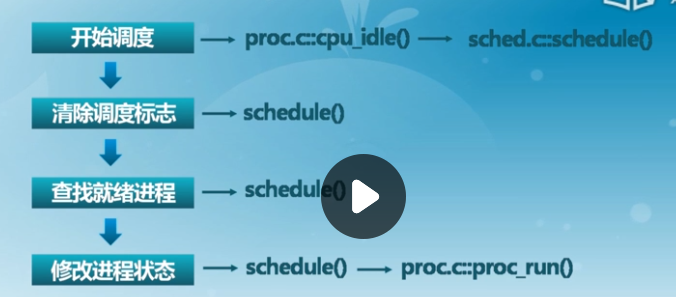 开始调度 → proc.c::cpu_idle() → sched.c::schedule()
清除调度标志 → schedule()
查找就绪进程 → schedule()
修改进程状态 → schedule() → proc.c::proc_run()